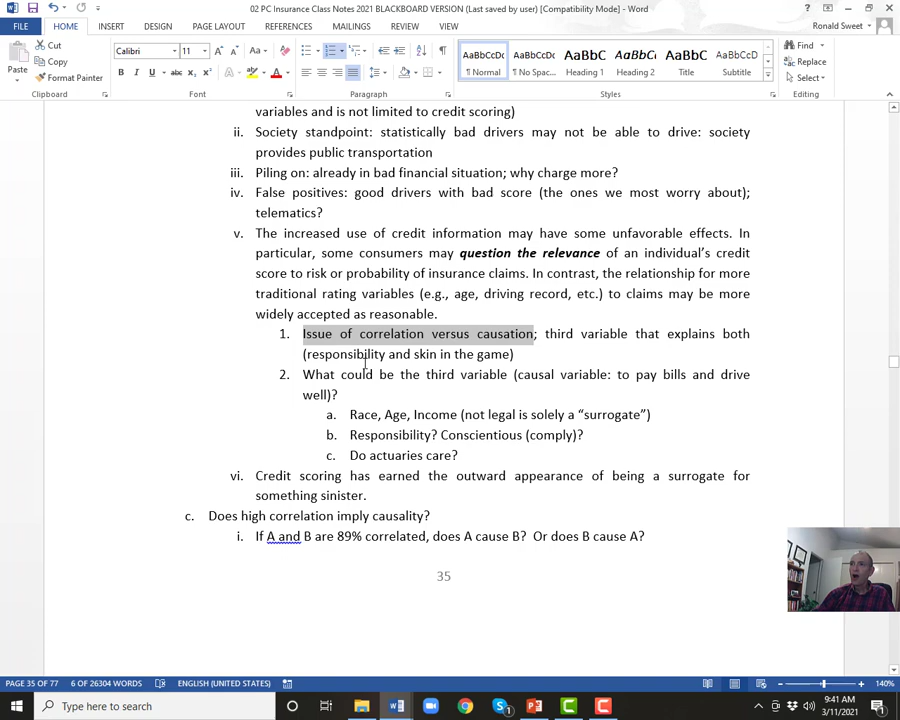 02 PC Insurance Class Notes 2021 BLACKBOARD VERSION (Last saved by user) [Compatibility Mode] - Word
FILE HOME INSERT DESIGN PAGE LAYOUT REFERENCES MAILINGS REVIEW VIEW Ronald Sweet
Paste
Cut
Copy
Format Painter
Clipboard
Calibri 11
Font
Paragraph
AaBbCcDc AaBbCcDc AaBbC AaBbCc AaBbC AaBbCcDc
¶ Normal ¶ No Spac... Heading 1 Heading 2 Title Subtitle
Styles
Find
Replace
Select
Editing
variables and is not limited to credit scoring)
ii. Society standpoint: statistically bad drivers may not be able to drive: society
provides public transportation
iii. Piling on: already in bad financial situation; why charge more?
iv. False positives: good drivers with bad score (the ones we most worry about);
telematics?
v. The increased use of credit information may have some unfavorable effects. In
particular, some consumers may question the relevance of an individual's credit
score to risk or probability of insurance claims. In contrast, the relationship for more
traditional rating variables (e.g., age, driving record, etc.) to claims may be more
widely accepted as reasonable.
1. Issue of correlation versus causation; third variable that explains both
(responsibility and skin in the game)
2. What could be the third variable (causal variable: to pay bills and drive
well)?
a. Race, Age, Income (not legal is solely a “surrogate”)
b. Responsibility? Conscientious (comply)?
c. Do actuaries care?
vi. Credit scoring has earned the outward appearance of being a surrogate for
something sinister.
c. Does high correlation imply causality?
i. If A and B are 89% correlated, does A cause B? Or does B cause A?
35
PAGE 35 OF 77 6 OF 26304 WORDS ENGLISH (UNITED STATES) 140%
Type here to search
9:41 AM
3/11/2021